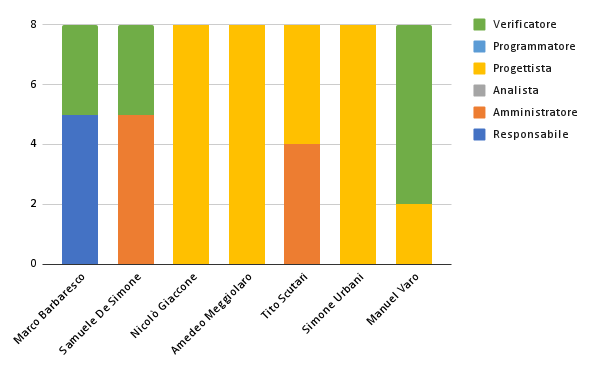 8
6
4
2
0
Marco Barbaresco
Samuele De Simone
Nicolò Giaccone
Amedeo Meggiolaro
Tito Scutari
Simone Urbani
Manuel Varo
Verificatore
Programmatore
Progettista
Analista
Amministratore
Responsabile